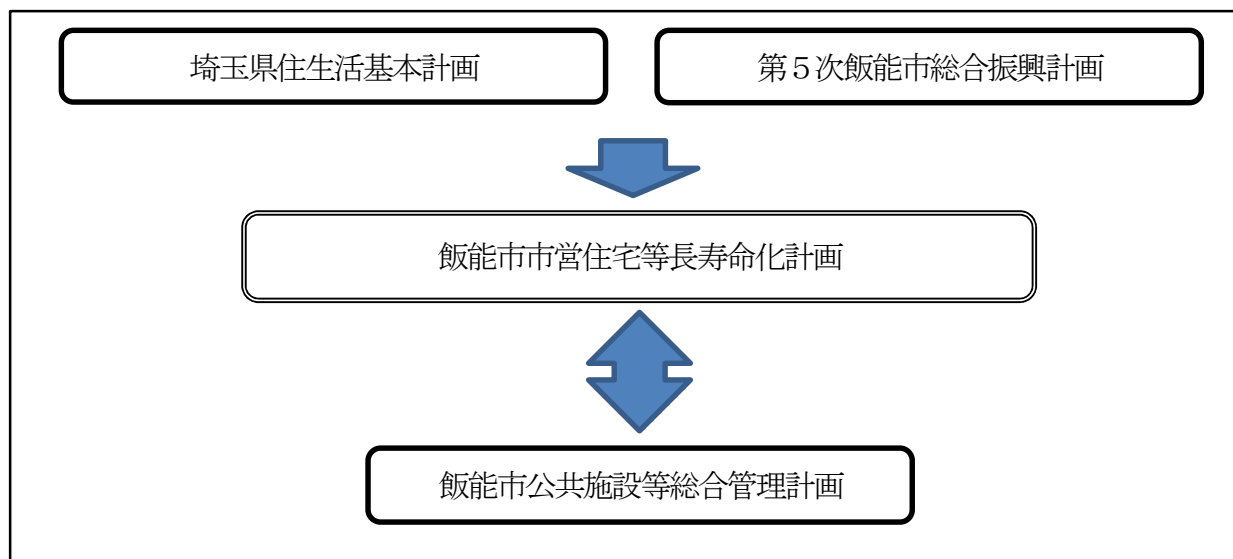 埼玉県住生活基本計画
第５次飯能市総合振興計画
飯能市市営住宅等長寿命化計画
飯能市公共施設等総合管理計画